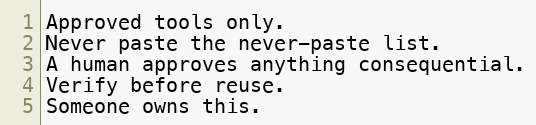 1 Approved tools only.
2 Never paste the never-paste list.
3 A human approves anything consequential.
4 Verify before reuse.
5 Someone owns this.